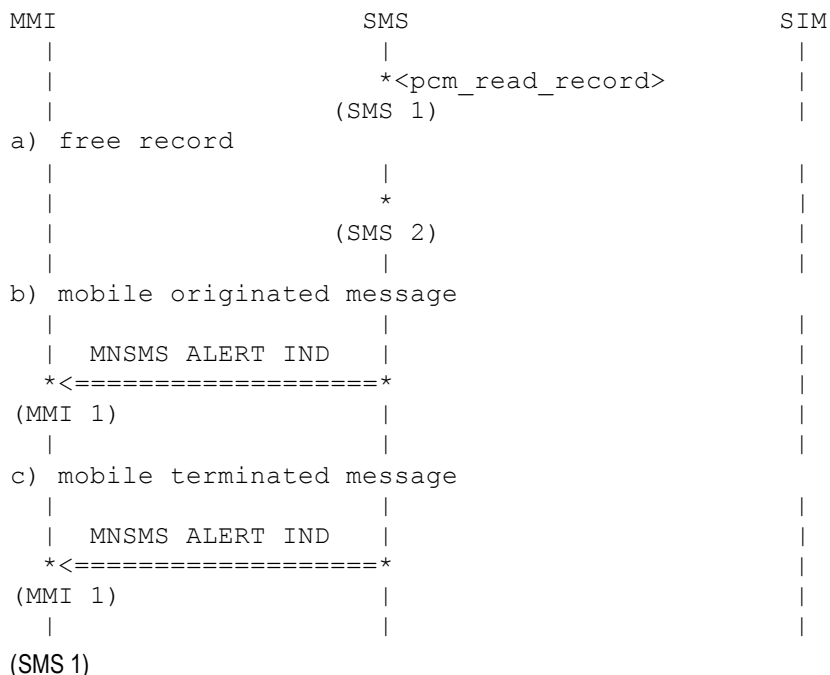 MMI                     SMS                        SIM
  |                      |                          |
  |                      *<pcm_read_record>         |
  |                   (SMS 1)                       |
a) free record
  |                      |                          |
  |                      *                          |
  |                   (SMS 2)                       |
  |                      |                          |
b) mobile originated message
  |                      |                          |
  |  MNSMS ALERT IND     |                          |
  *<====================*                          |
(MMI 1)                  |                          |
  |                      |                          |
c) mobile terminated message
  |                      |                          |
  |  MNSMS ALERT IND     |                          |
  *<====================*                          |
(MMI 1)                  |                          |
  |                      |                          |
(SMS 1)